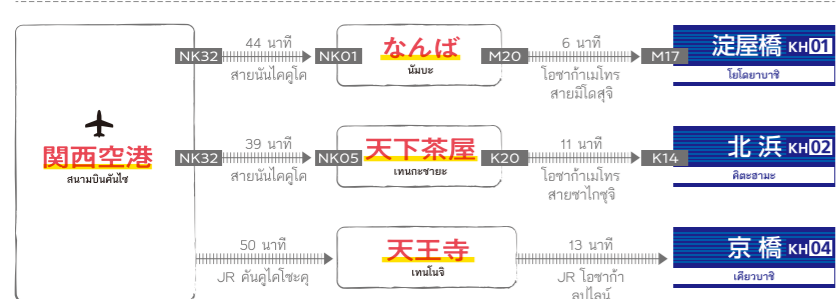 関西空港
สนามบินคันไซ
NK32
44 นาที
สายนันไคคูโค
NK01
なんば
นัมบะ
M20
6 นาที
โอซาก้าเมโทร
สายมิโดสุจิ
M17
淀屋橋 KH01
โยโดยาบาชิ
NK32
39 นาที
สายนันไคคูโค
NK05
天下茶屋
เทนกะชายะ
K20
11 นาที
โอซาก้าเมโทร
สายซาไกซุจิ
K14
北浜 KH02
คิตะฮามะ
50 นาที
JR คันคูไคโซะคุ
天王寺
เทนโนจิ
13 นาที
JR โอซาก้า
ลูปไลน์
京橋 KH04
เคียวบาชิ